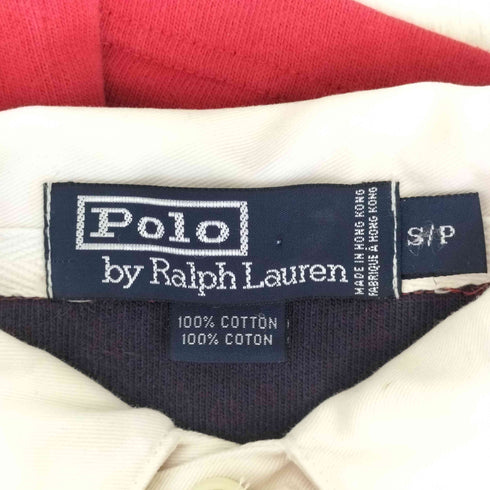 Polo
by Ralph Lauren
MADE IN HONG KONG
FABRIQUÉ À HONG KONG
S/P
100% COTTON
100% COTON